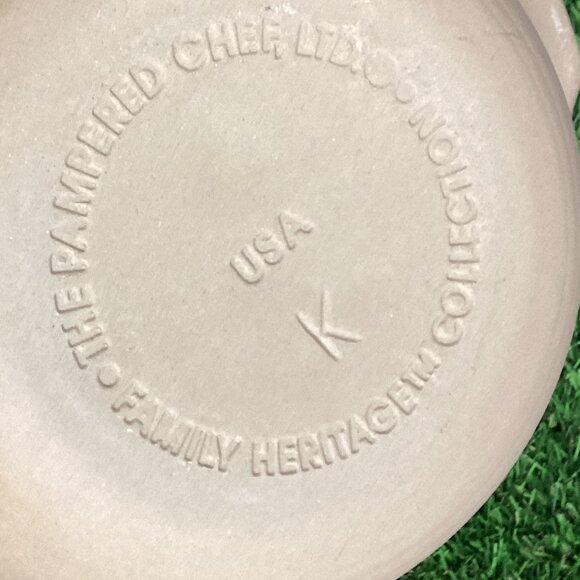 THE PAMPERED CHEF, LTD.® •
FAMILY HERITAGE™ COLLECTION •
USA
K